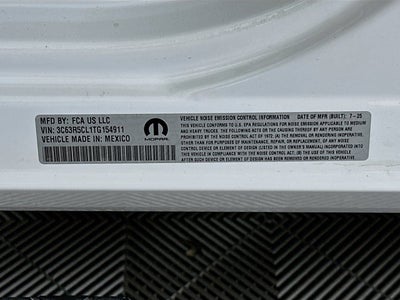 MFD BY: FCA US LLC
VIN: 3C63R5CL1TG154911
VEHICLE MADE IN: MEXICO
MOPAR
VEHICLE NOISE EMISSION CONTROL INFORMATION DATE OF MFR (BUILT): 7 - 25
THIS VEHICLE CONFORMS TO U.S. EPA REGULATIONS FOR NOISE EMISSION APPLICABLE TO MEDIUM
AND HEAVY TRUCKS. THE FOLLOWING ACTS OR THE CAUSING THEREOF BY ANY PERSON ARE
PROHIBITED BY THE NOISE CONTROL ACT OF 1972. (A) THE REMOVAL OR RENDERING INOPERATIVE
OTHER THAN FOR PURPOSES OF MAINTENANCE, REPAIR, OR REPLACEMENT, OF ANY NOISE
CONTROL DEVICE OR ELEMENT OF DESIGN (LISTED IN THE OWNER'S MANUAL) INCORPORATED INTO
THIS VEHICLE IN COMPLIANCE WITH THE NOISE CONTROL ACT; (B) THE USE OF THIS VEHICLE
AFTER SUCH DEVICE OR ELEMENT OF DESIGN HAS BEEN REMOVED OR RENDERED INOPERATIVE.